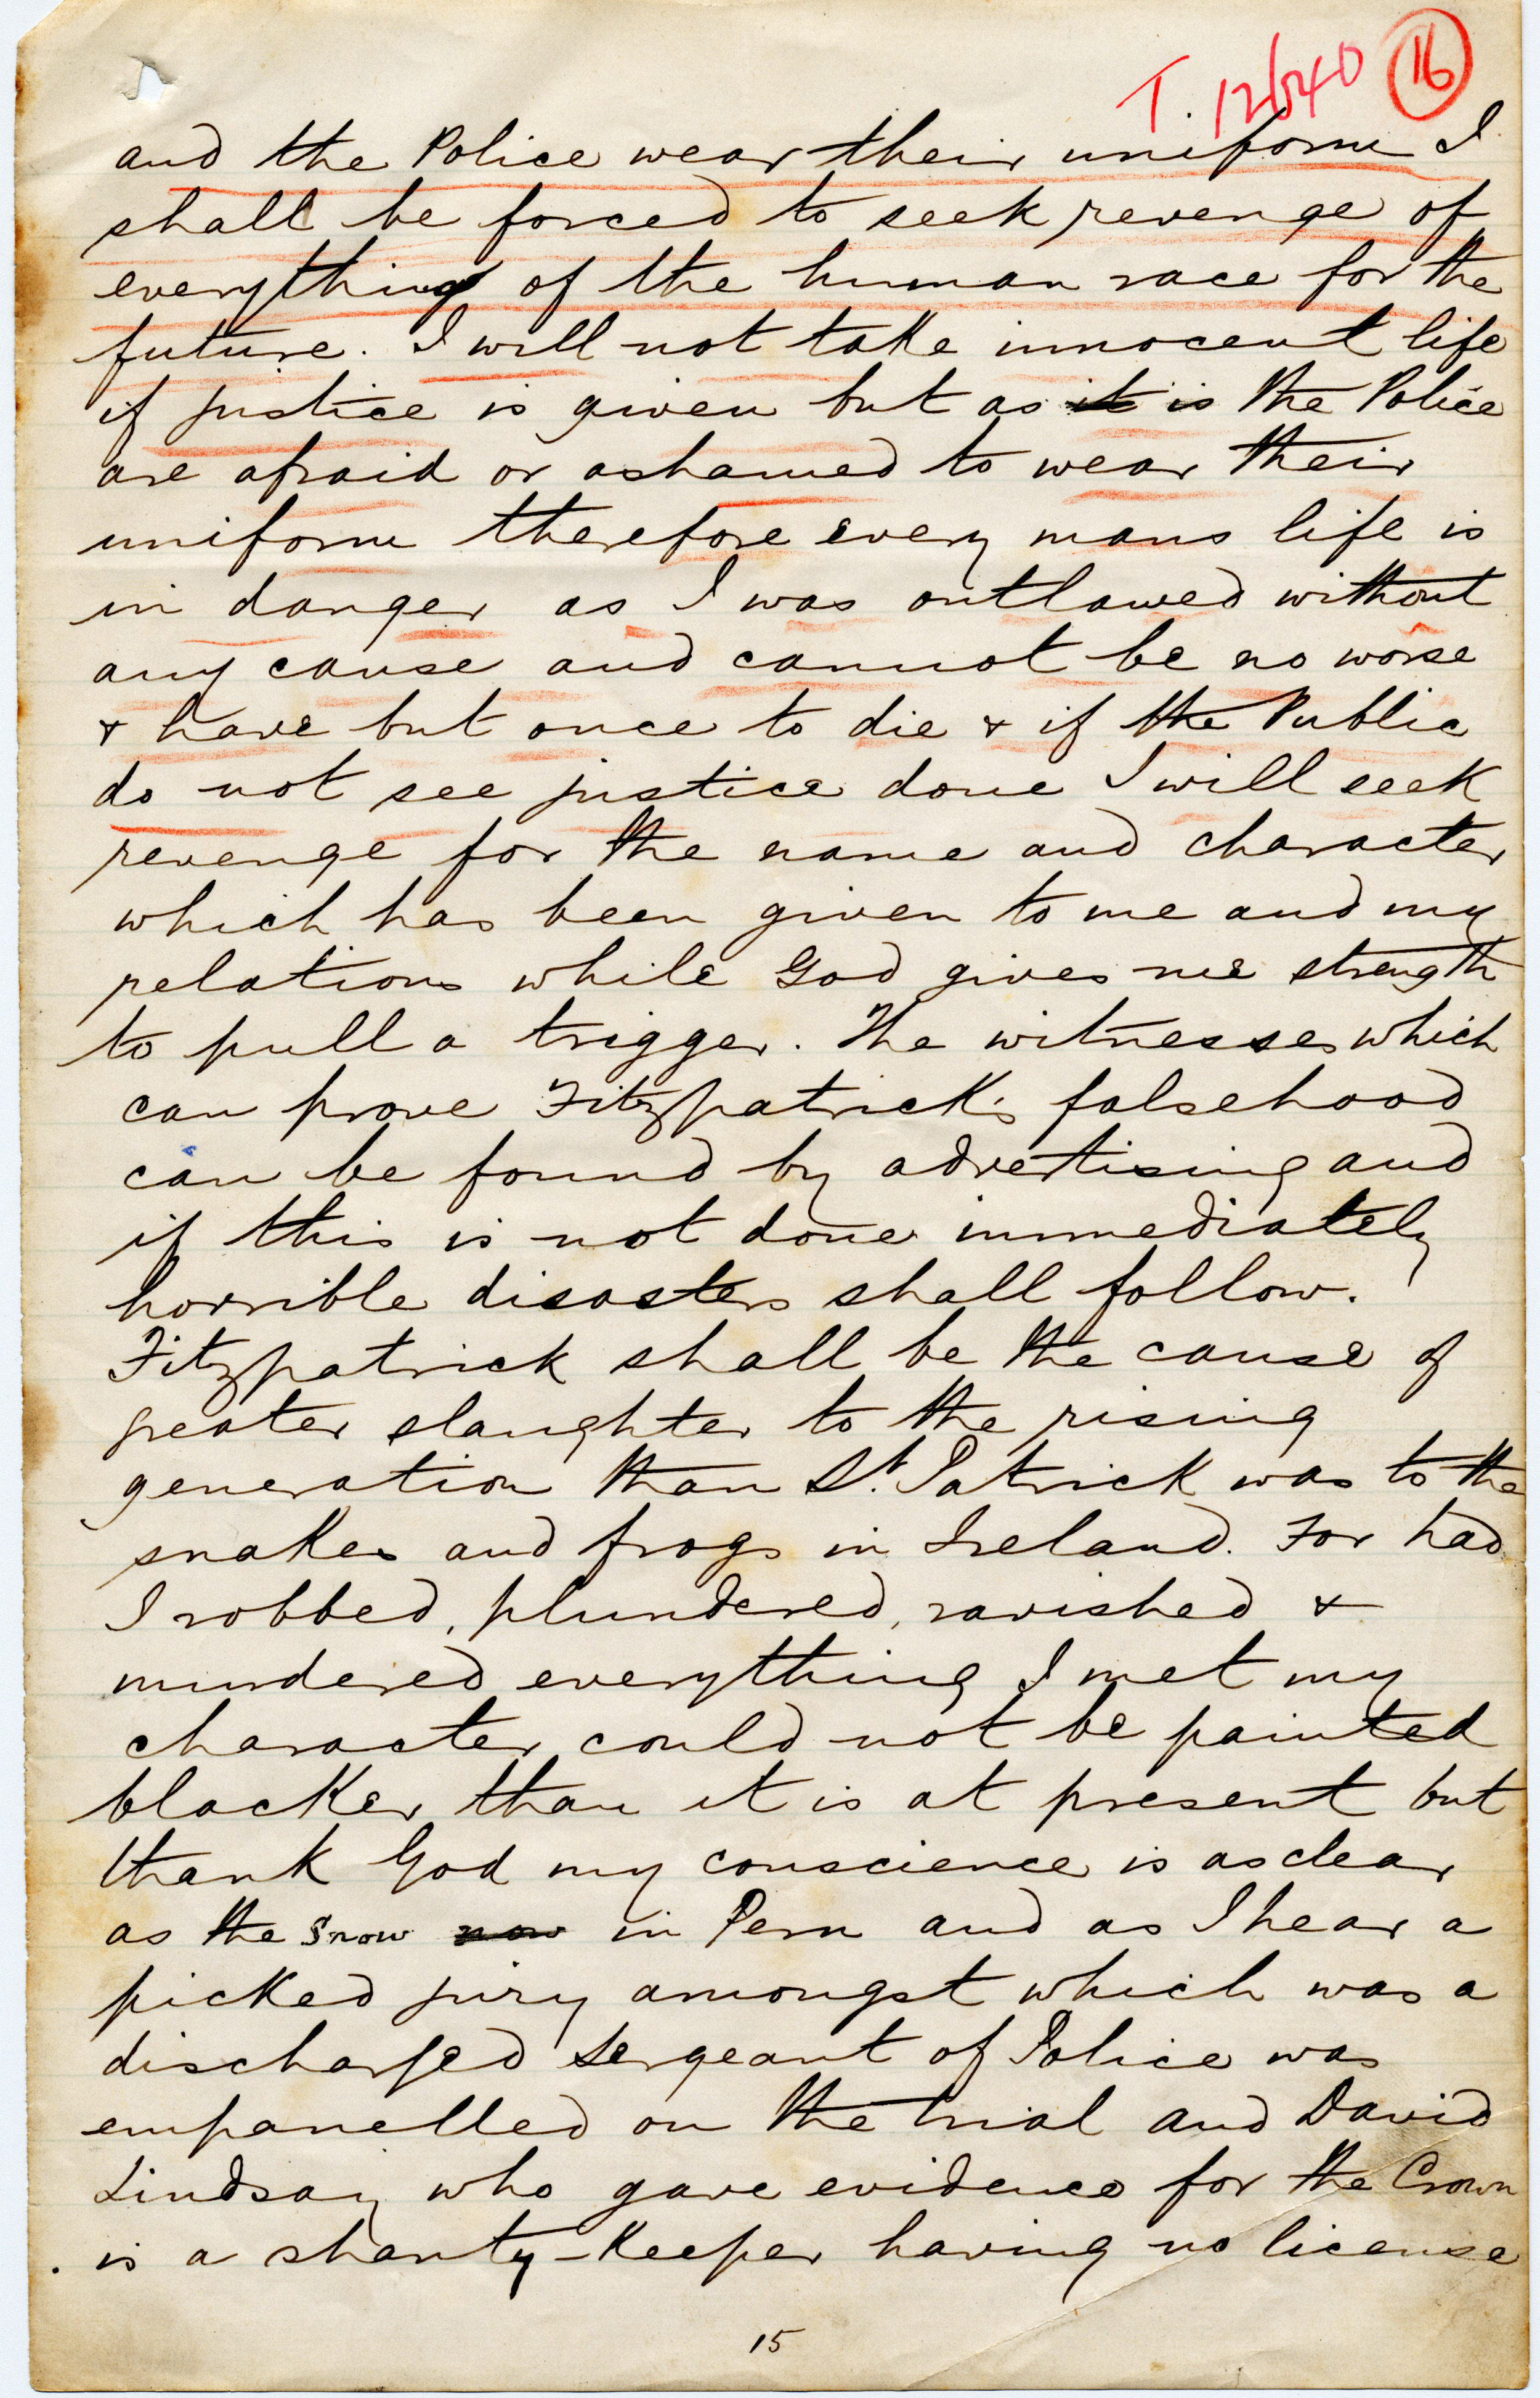 T. 12640 16
and the Police wear their uniform I
shall be forced to seek revenge of
everything of the human race for the
future. I will not take innocent life
if justice is given but as it is the Police
are afraid or ashamed to wear their
uniform therefore every mans life is
in danger as I was outlawed without
any cause and cannot be no worse
& have but once to die & if the Public
do not see justice done I will seek
revenge for the name and character
which has been given to me and my
relations while God gives me strength
to pull a trigger. The witnesses which
can prove Fitzpatrick's falsehood
can be found by advertising and
if this is not done immediately
horrible disasters shall follow.
Fitzpatrick shall be the cause of
greater slaughter to the rising
generation than St. Patrick was to the
snakes and frogs in Ireland. For had
I robbed, plundered, ravished &
murdered everything I met my
character could not be painted
blacker than it is at present but
thank God my conscience is as clear
as the snow now in Peru and as I hear a
picked jury amongst which was a
discharged Sergeant of Police was
empanelled on the trial and David
Lindsay who gave evidence for the Crown
is a shanty-keeper having no license
15